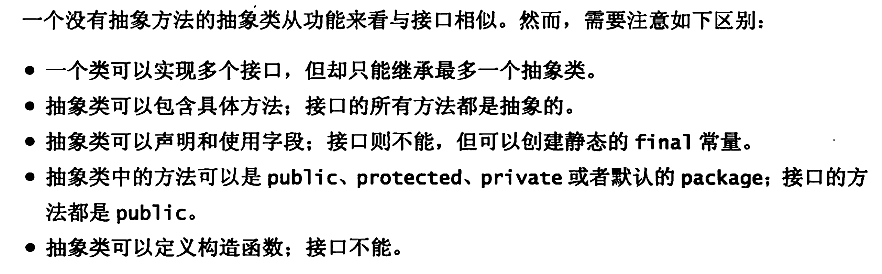 一个没有抽象方法的抽象类从功能来看与接口相似。然而，需要注意如下区别：
● 一个类可以实现多个接口，但却只能继承最多一个抽象类。
● 抽象类可以包含具体方法；接口的所有方法都是抽象的。
● 抽象类可以声明和使用字段；接口则不能，但可以创建静态的 final 常量。
● 抽象类中的方法可以是 public、protected、private 或者默认的 package；接口的方
法都是 public。
● 抽象类可以定义构造函数；接口不能。